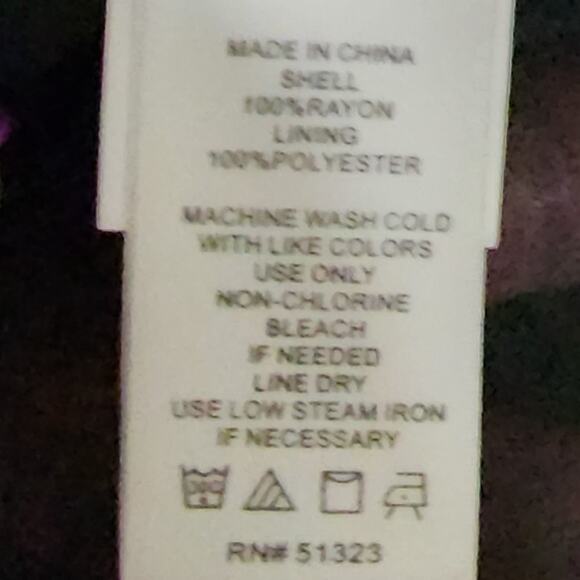 MADE IN CHINA
SHELL
100%RAYON
LINING
100%POLYESTER
MACHINE WASH COLD
WITH LIKE COLORS
USE ONLY
NON-CHLORINE
BLEACH
IF NEEDED
LINE DRY
USE LOW STEAM IRON
IF NECESSARY
RN# 51323